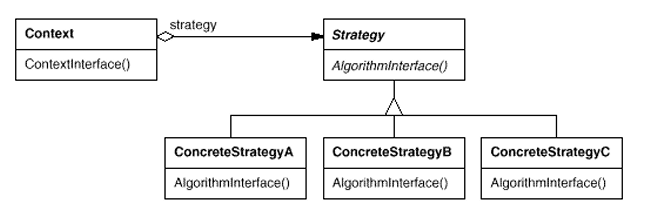 strategy
Context
Strategy
ContextInterface()
AlgorithmInterface()
ConcreteStrategyA
ConcreteStrategyB
ConcreteStrategyC
AlgorithmInterface()
AlgorithmInterface()
AlgorithmInterface()